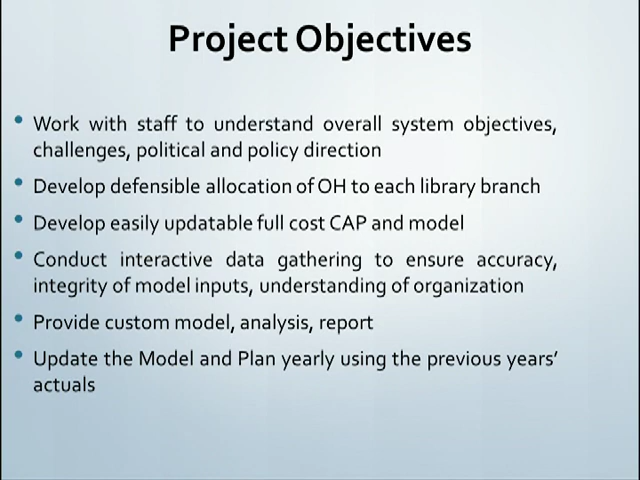 Project Objectives
• Work with staff to understand overall system objectives,
challenges, political and policy direction
• Develop defensible allocation of OH to each library branch
• Develop easily updatable full cost CAP and model
• Conduct interactive data gathering to ensure accuracy,
integrity of model inputs, understanding of organization
• Provide custom model, analysis, report
• Update the Model and Plan yearly using the previous years’
actuals